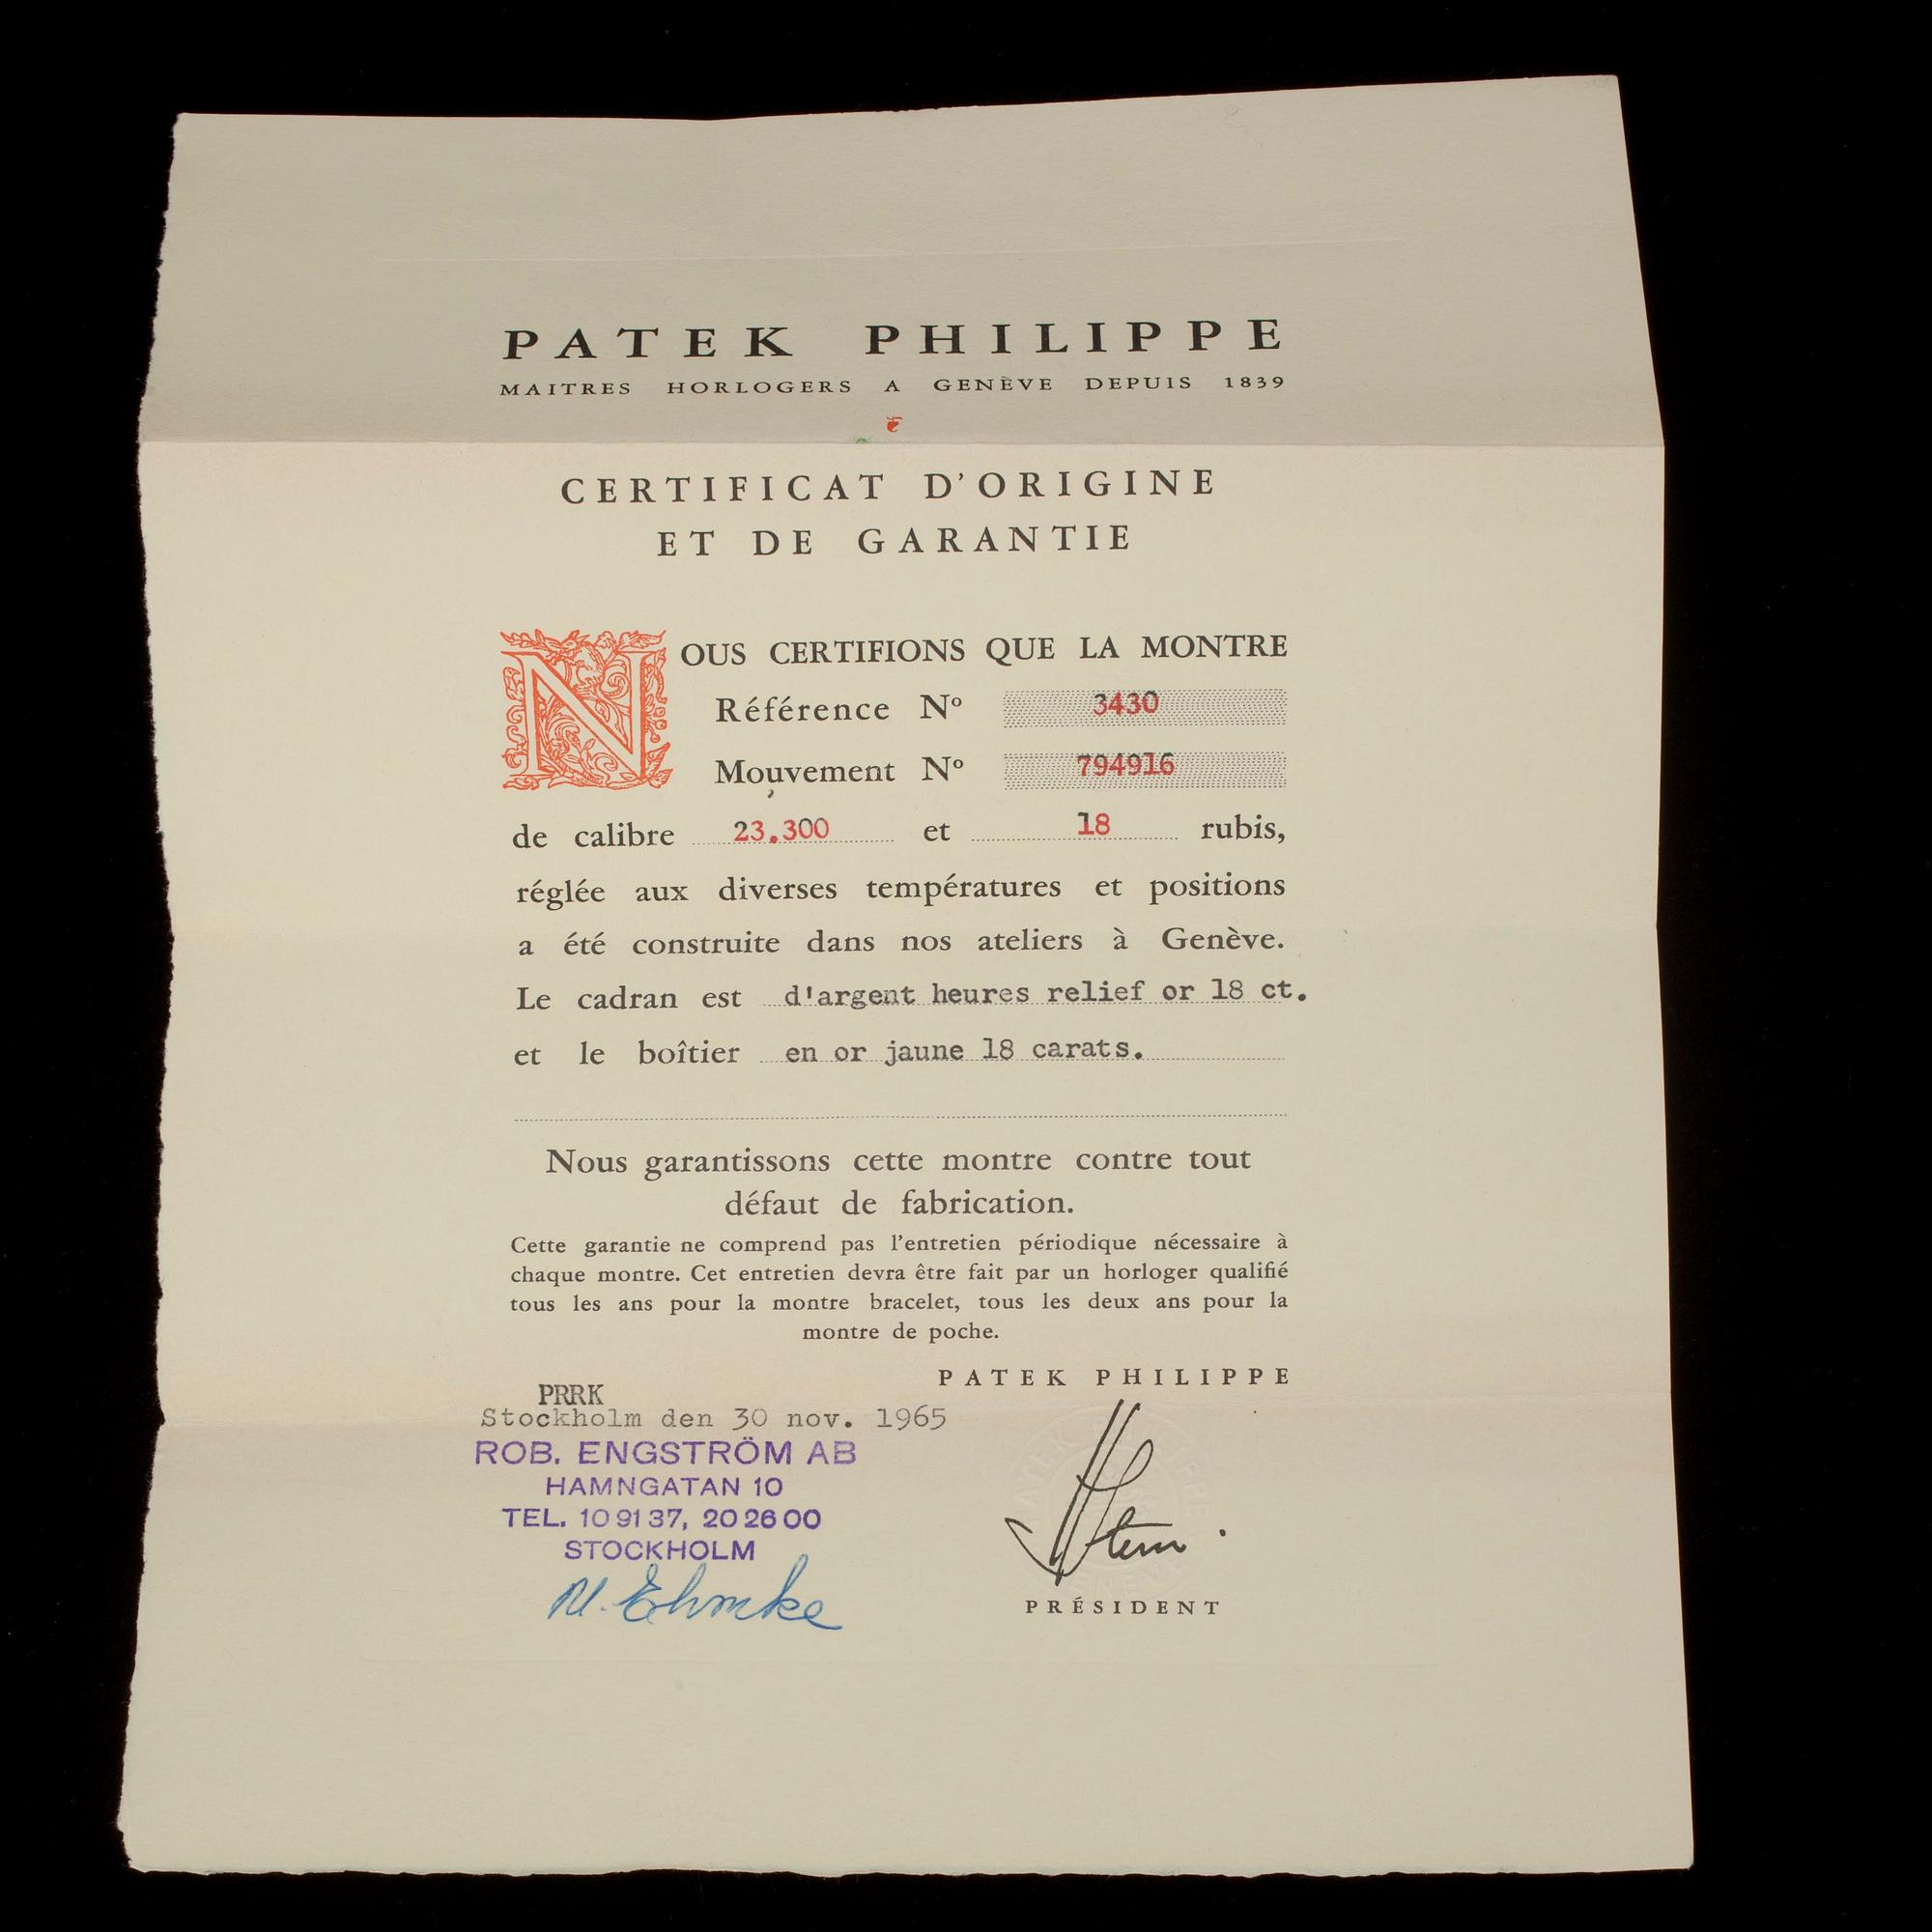 PATEK PHILIPPE
MAITRES HORLOGERS A GENÈVE DEPUIS 1839
CERTIFICAT D'ORIGINE
ET DE GARANTIE
NOUS CERTIFIONS QUE LA MONTRE
Référence Nº 3430
Mouvement Nº 794916
de calibre 23.300 et 18 rubis,
réglée aux diverses températures et positions
a été construite dans nos ateliers à Genève.
Le cadran est d'argent heures relief or 18 ct.
et le boîtier en or jaune 18 carats.
Nous garantissons cette montre contre tout
défaut de fabrication.
Cette garantie ne comprend pas l'entretien périodique nécessaire à
chaque montre. Cet entretien devra être fait par un horloger qualifié
tous les ans pour la montre bracelet, tous les deux ans pour la
montre de poche.
PATEK PHILIPPE
PRRK
Stockholm den 30 nov. 1965
ROB. ENGSTRÖM AB
HAMNGATAN 10
TEL. 10 91 37, 20 26 00
STOCKHOLM
Ehmke
Stern
PRÉSIDENT